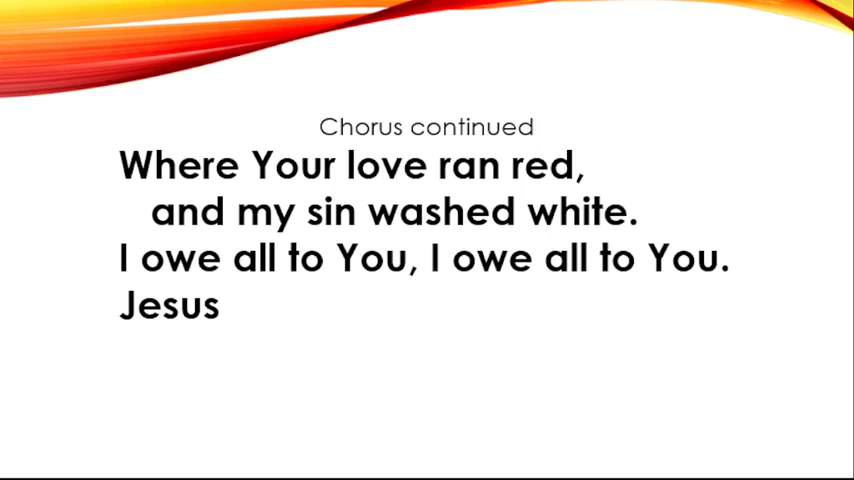 Chorus continued
Where Your love ran red,
and my sin washed white.
I owe all to You, I owe all to You.
Jesus